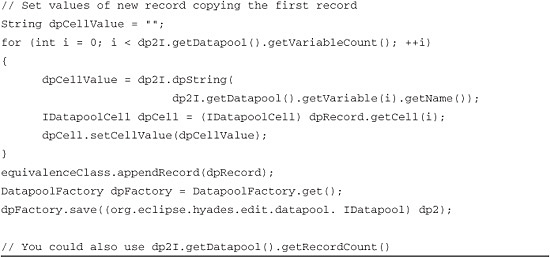 // Set values of new record copying the first record
String dpCellValue = "";
for (int i = 0; i < dp2I.getDatapool().getVariableCount(); ++i)
{
dpCellValue = dp2I.dpString(
dp2I.getDatapool().getVariable(i).getName());
IDatapoolCell dpCell = (IDatapoolCell) dpRecord.getCell(i);
dpCell.setCellValue(dpCellValue);
}
equivalenceClass.appendRecord(dpRecord);
DatapoolFactory dpFactory = DatapoolFactory.get();
dpFactory.save((org.eclipse.hyades.edit.datapool. IDatapool) dp2);
// You could also use dp2I.getDatapool().getRecordCount()